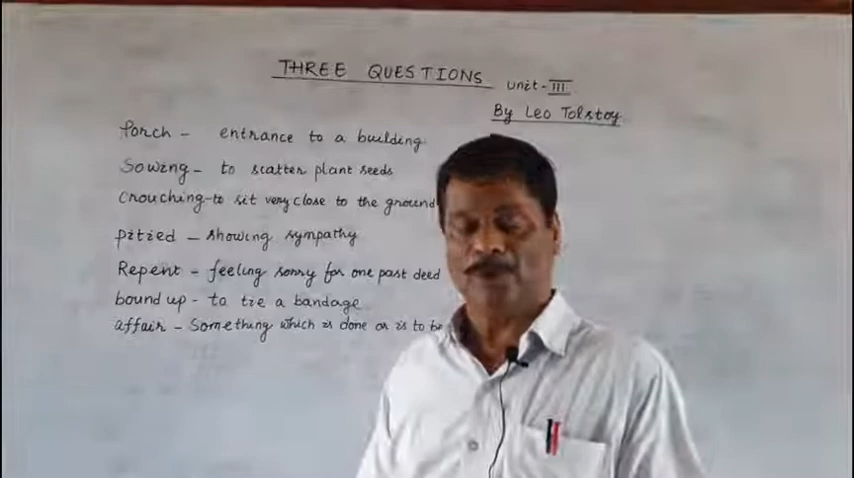 THREE QUESTIONS Unit-III
By Leo Tolstoy
Porch - entrance to a building.
Sowing - to scatter plant seeds
Crouching - to sit very close to the ground
pitied - showing sympathy
Repent - feeling sorry for one past deed
bound up - to tie a bandage
affair - Something which is done or is to be